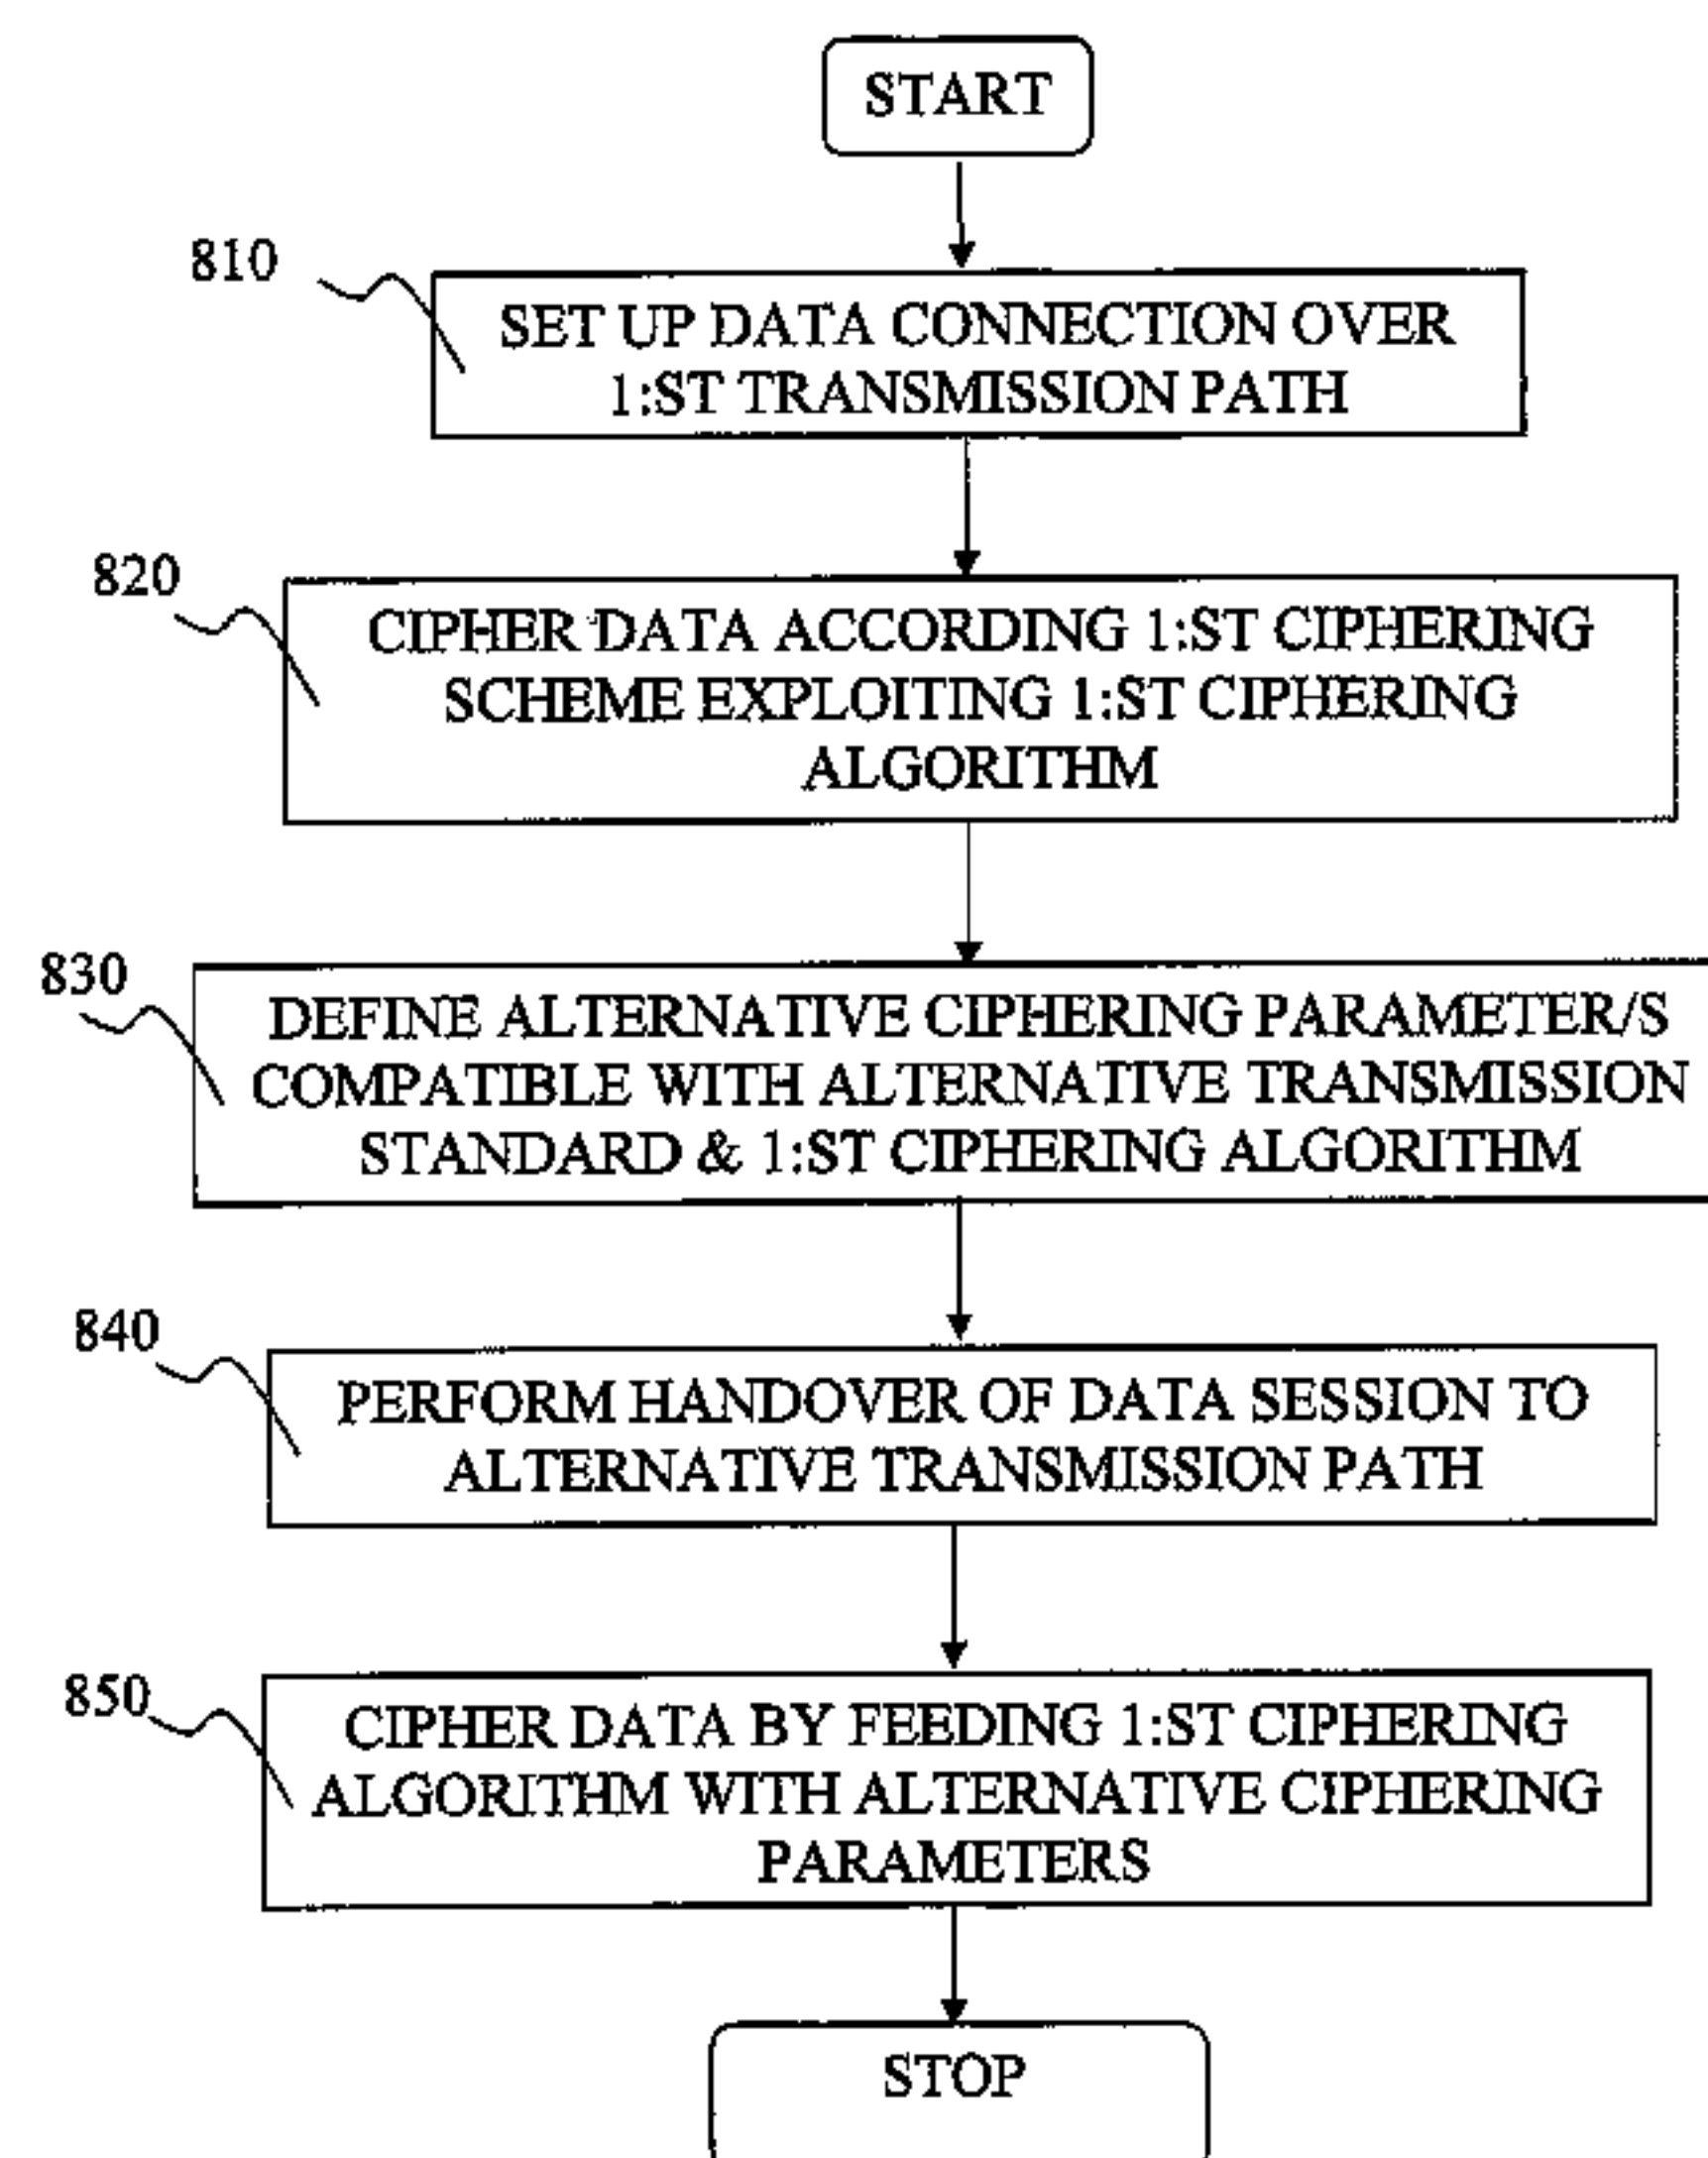 START
810
SET UP DATA CONNECTION OVER
1:ST TRANSMISSION PATH
820
CIPHER DATA ACCORDING 1:ST CIPHERING
SCHEME EXPLOITING 1:ST CIPHERING
ALGORITHM
830
DEFINE ALTERNATIVE CIPHERING PARAMETER/S
COMPATIBLE WITH ALTERNATIVE TRANSMISSION
STANDARD & 1:ST CIPHERING ALGORITHM
840
PERFORM HANDOVER OF DATA SESSION TO
ALTERNATIVE TRANSMISSION PATH
850
CIPHER DATA BY FEEDING 1:ST CIPHERING
ALGORITHM WITH ALTERNATIVE CIPHERING
PARAMETERS
STOP